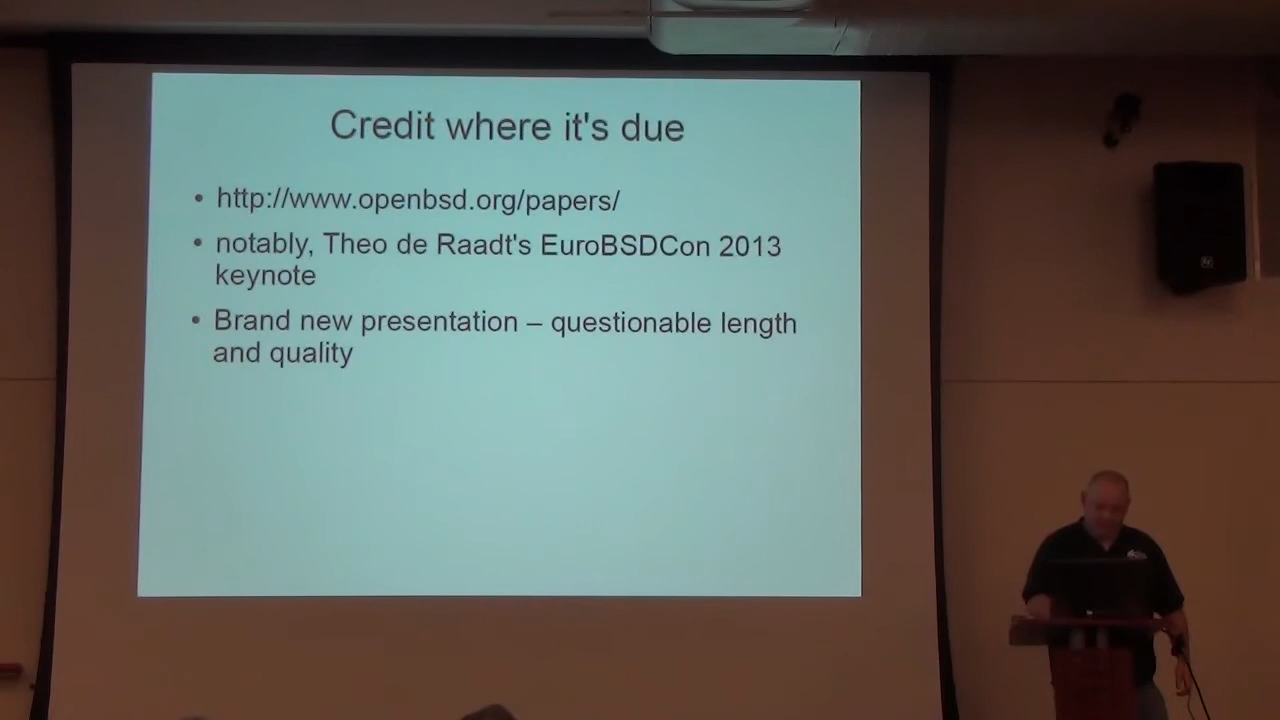 Credit where it's due
• http://www.openbsd.org/papers/
• notably, Theo de Raadt's EuroBSDCon 2013
keynote
• Brand new presentation – questionable length
and quality